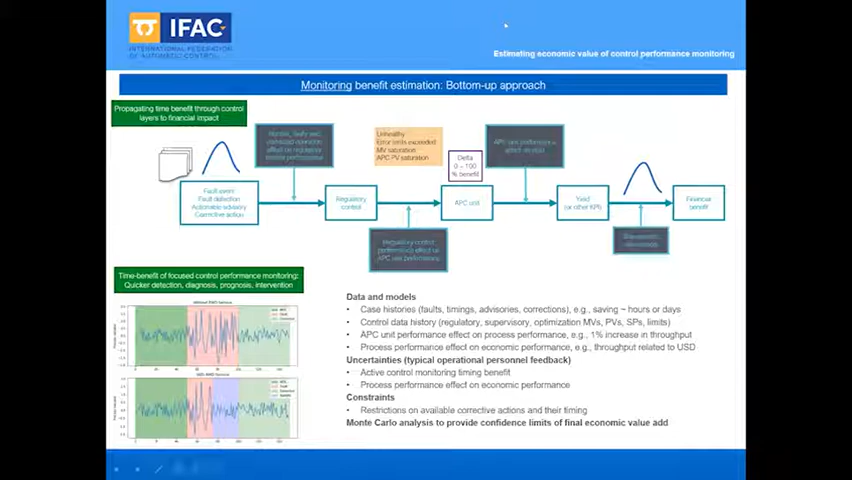 IFAC
INTERNATIONAL FEDERATION
OF AUTOMATIC CONTROL
Estimating economic value of control performance monitoring
Monitoring benefit estimation: Bottom-up approach
Propagating time benefit through control
layers to financial impact
Fault event
Fault detection
Actionable advisory
Corrective action
Regulatory
control
Unhealthy
Error limits exceeded
MV saturation
APC PV saturation
Regulatory control
performance effect on
APC unit performance
Delta
0 – 100
% benefit
APC unit
Yield
(or other KPI)
Financial
benefit
Time-benefit of focused control performance monitoring:
Quicker detection, diagnosis, prognosis, intervention
Data and models
• Case histories (faults, timings, advisories, corrections), e.g., saving ~ hours or days
• Control data history (regulatory, supervisory, optimization MVs, PVs, SPs, limits)
• APC unit performance effect on process performance, e.g., 1% increase in throughput
• Process performance effect on economic performance, e.g., throughput related to USD
Uncertainties (typical operational personnel feedback)
• Active control monitoring timing benefit
• Process performance effect on economic performance
Constraints
• Restrictions on available corrective actions and their timing
Monte Carlo analysis to provide confidence limits of final economic value add